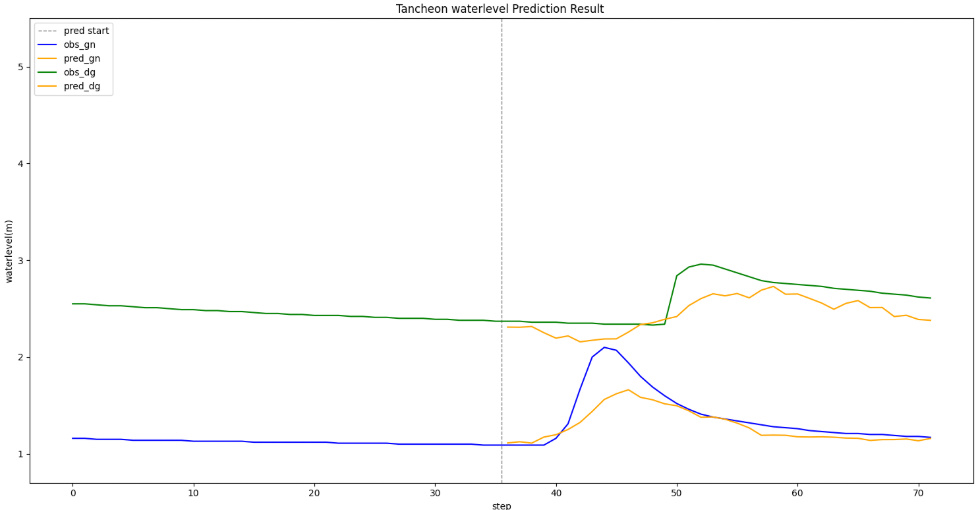 Tancheon waterlevel Prediction Result
pred start
obs_gn
pred_gn
obs_dg
pred_dg
waterlevel(m)
5
4
3
2
1
0 10 20 30 40 50 60 70
step